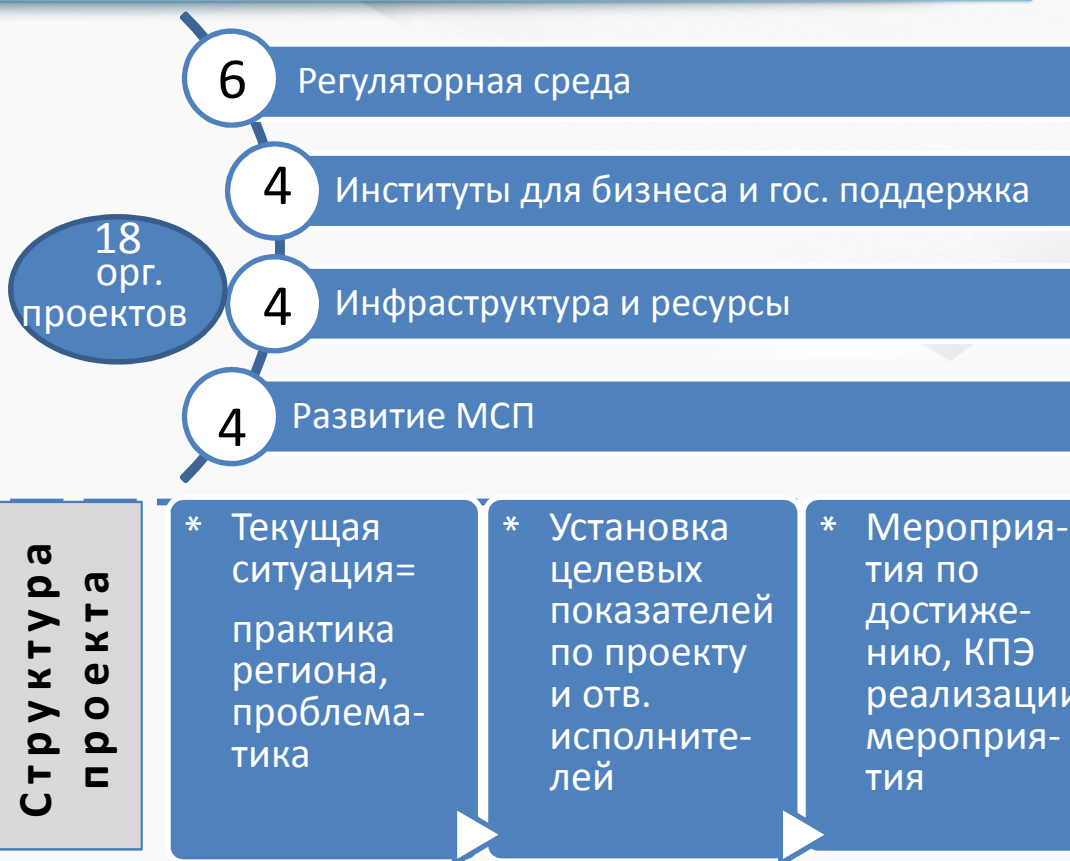 6
Регуляторная среда
4
Институты для бизнеса и гос. поддержка
18
орг.
проектов
4
Инфраструктура и ресурсы
4
Развитие МСП
Структура
проекта
* Текущая
ситуация=
практика
региона,
проблема-
тика
* Установка
целевых
показателей
по проекту
и отв.
исполните-
лей
* Мероприя-
тия по
достиже-
нию, КПЭ
реализации
мероприя-
тия